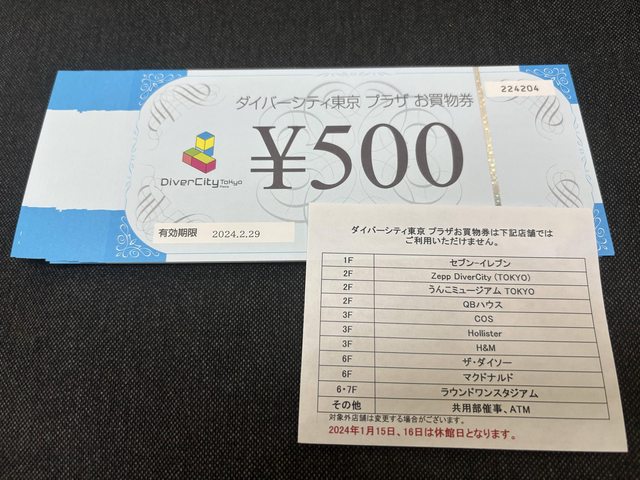 ダイバーシティ東京 プラザ お買物券
224204
¥500
DiverCity Tokyo
Plaza
有効期限 2024.2.29
ダイバーシティ東京 プラザお買物券は下記店舗では
ご利用いただけません。
1F セブン-イレブン
2F Zepp DiverCity (TOKYO)
2F うんこミュージアム TOKYO
2F QBハウス
3F COS
3F Hollister
3F H&M
6F ザ・ダイソー
6F マクドナルド
6・7F ラウンドワンスタジアム
その他 共用部催事、ATM
対象外店舗は変更する場合がございます。
2024年1月15日、16日は休館日となります。